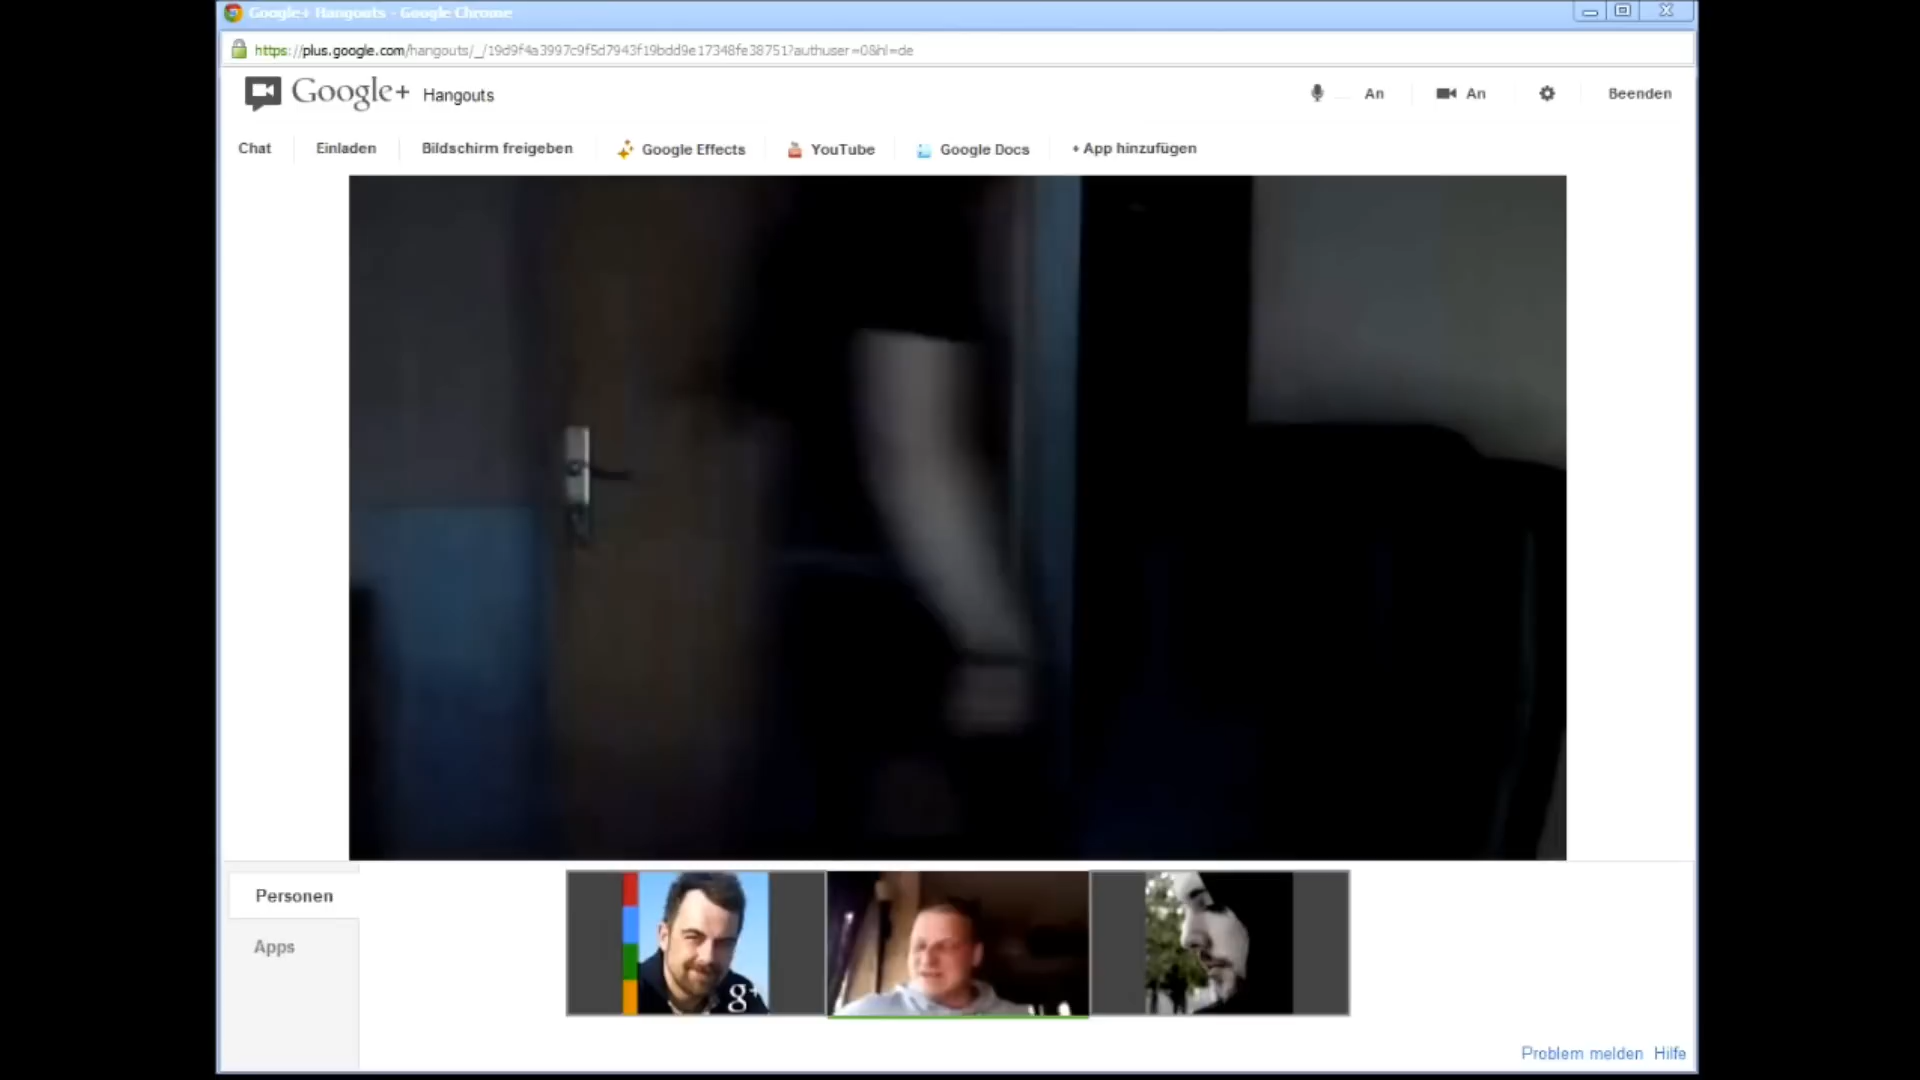 Google+ Hangouts - Google Chrome
https://plus.google.com/hangouts/_/19d9f4a3997c9f5d7943f19bdd9e17348fe38751?authuser=0&hl=de
Google+ Hangouts
An
An
Beenden
Chat
Einladen
Bildschirm freigeben
Google Effects
YouTube
Google Docs
+ App hinzufügen
Personen
Apps
g+
Problem melden
Hilfe